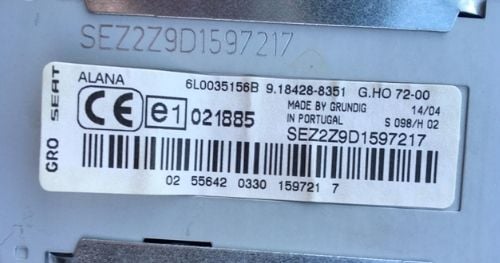 SEZ2Z9D1597217
GRO SEAT
ALANA 6L0035156B 9.18428-8351 G.HO 72-00
CE e1 021885 MADE BY GRUNDIG 14/04
IN PORTUGAL S 098/H 02
SEZ2Z9D1597217
02 55642 0330 159721 7